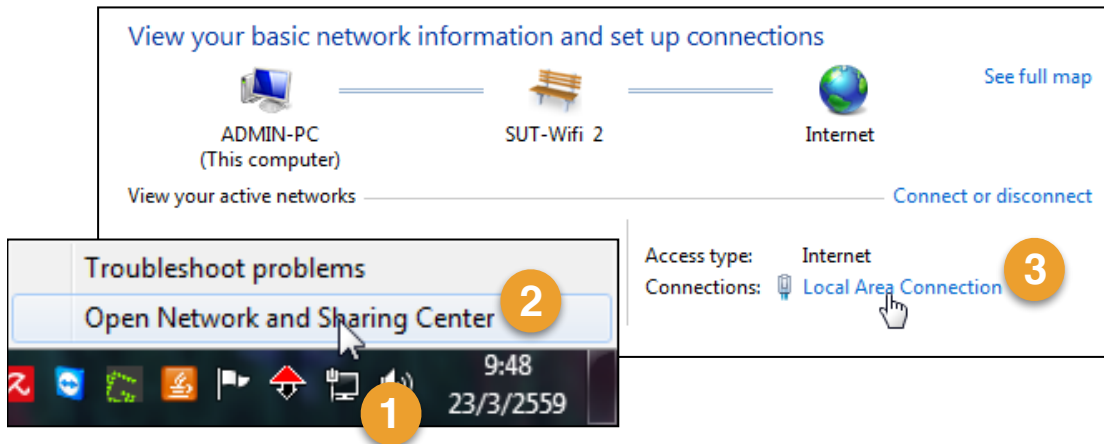 View your basic network information and set up connections
See full map
ADMIN-PC
(This computer)
SUT-Wifi 2
Internet
View your active networks
Connect or disconnect
Access type: Internet
Connections: Local Area Connection
3
Troubleshoot problems
Open Network and Sharing Center
2
9:48
23/3/2559
1